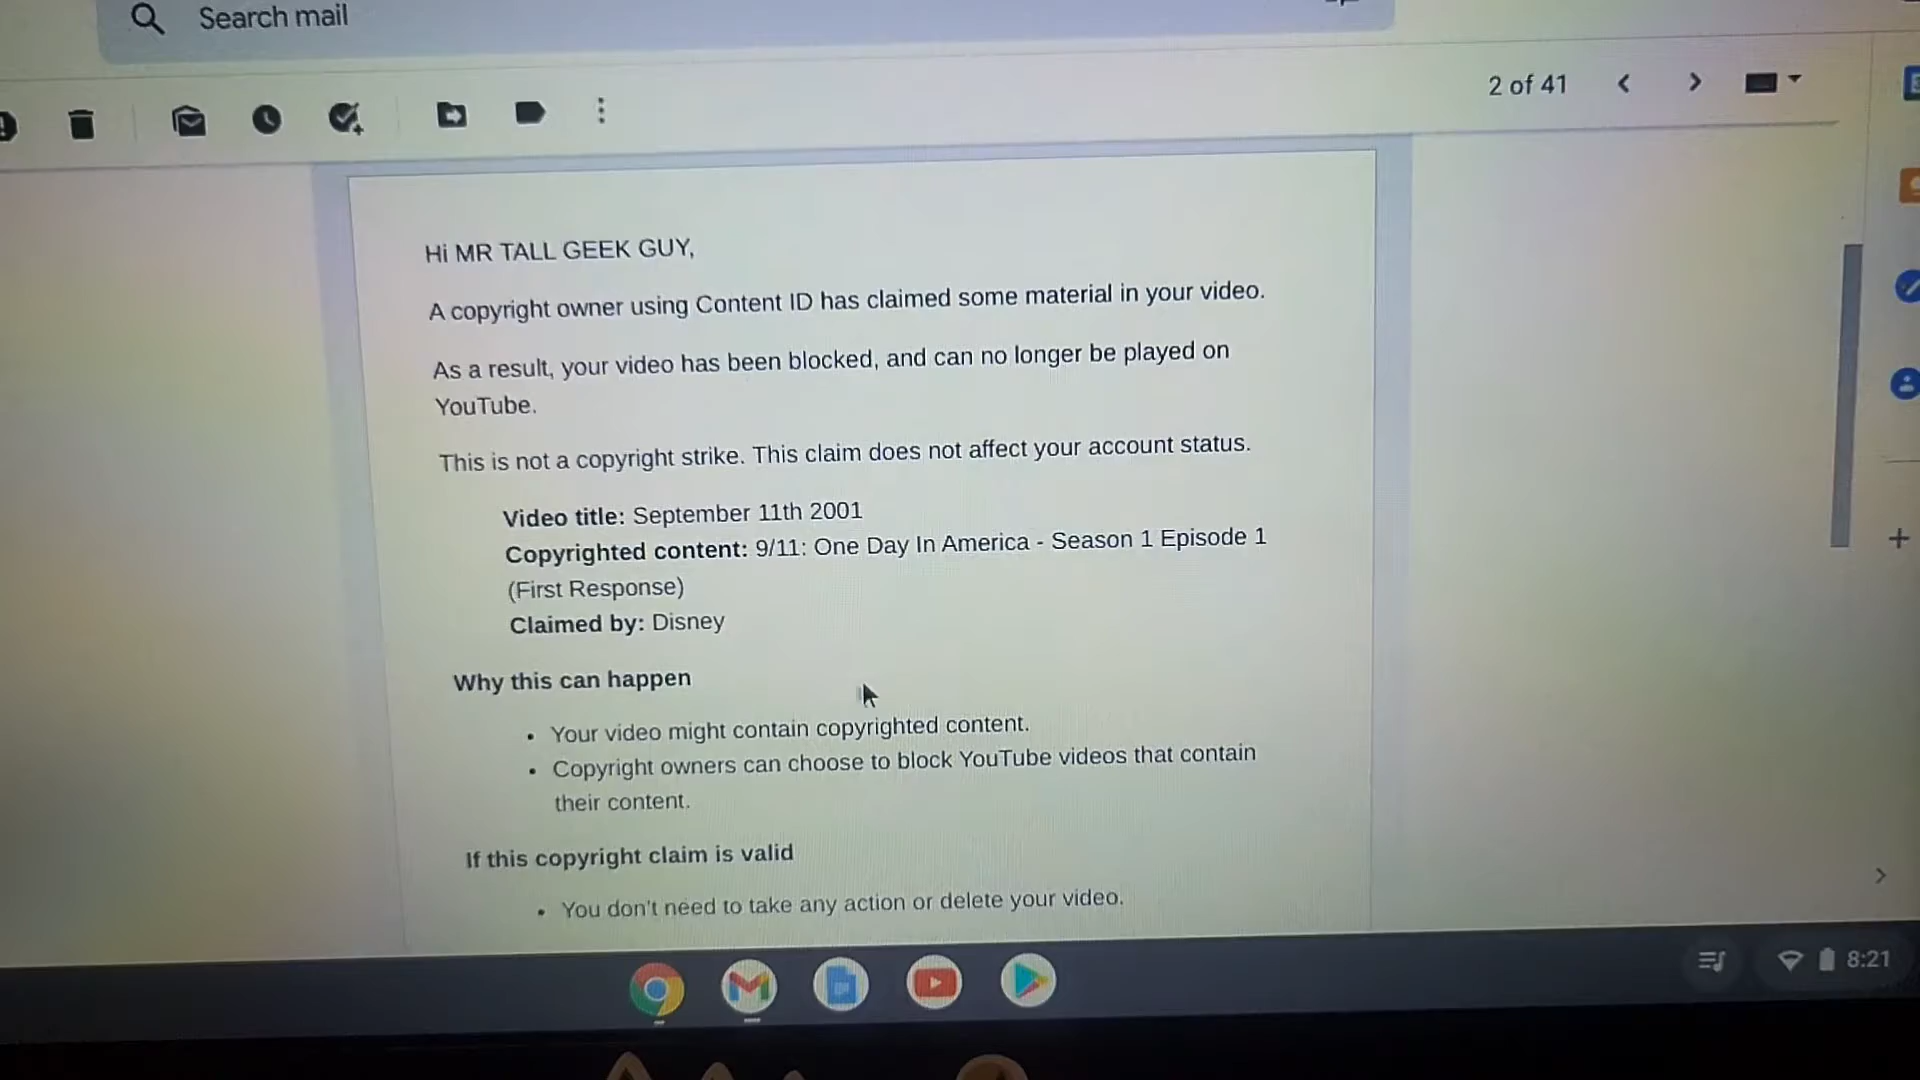 Search mail
2 of 41
Hi MR TALL GEEK GUY,
A copyright owner using Content ID has claimed some material in your video.
As a result, your video has been blocked, and can no longer be played on
YouTube.
This is not a copyright strike. This claim does not affect your account status.
Video title: September 11th 2001
Copyrighted content: 9/11: One Day In America - Season 1 Episode 1
(First Response)
Claimed by: Disney
Why this can happen
• Your video might contain copyrighted content.
• Copyright owners can choose to block YouTube videos that contain
their content.
If this copyright claim is valid
• You don't need to take any action or delete your video.
8:21